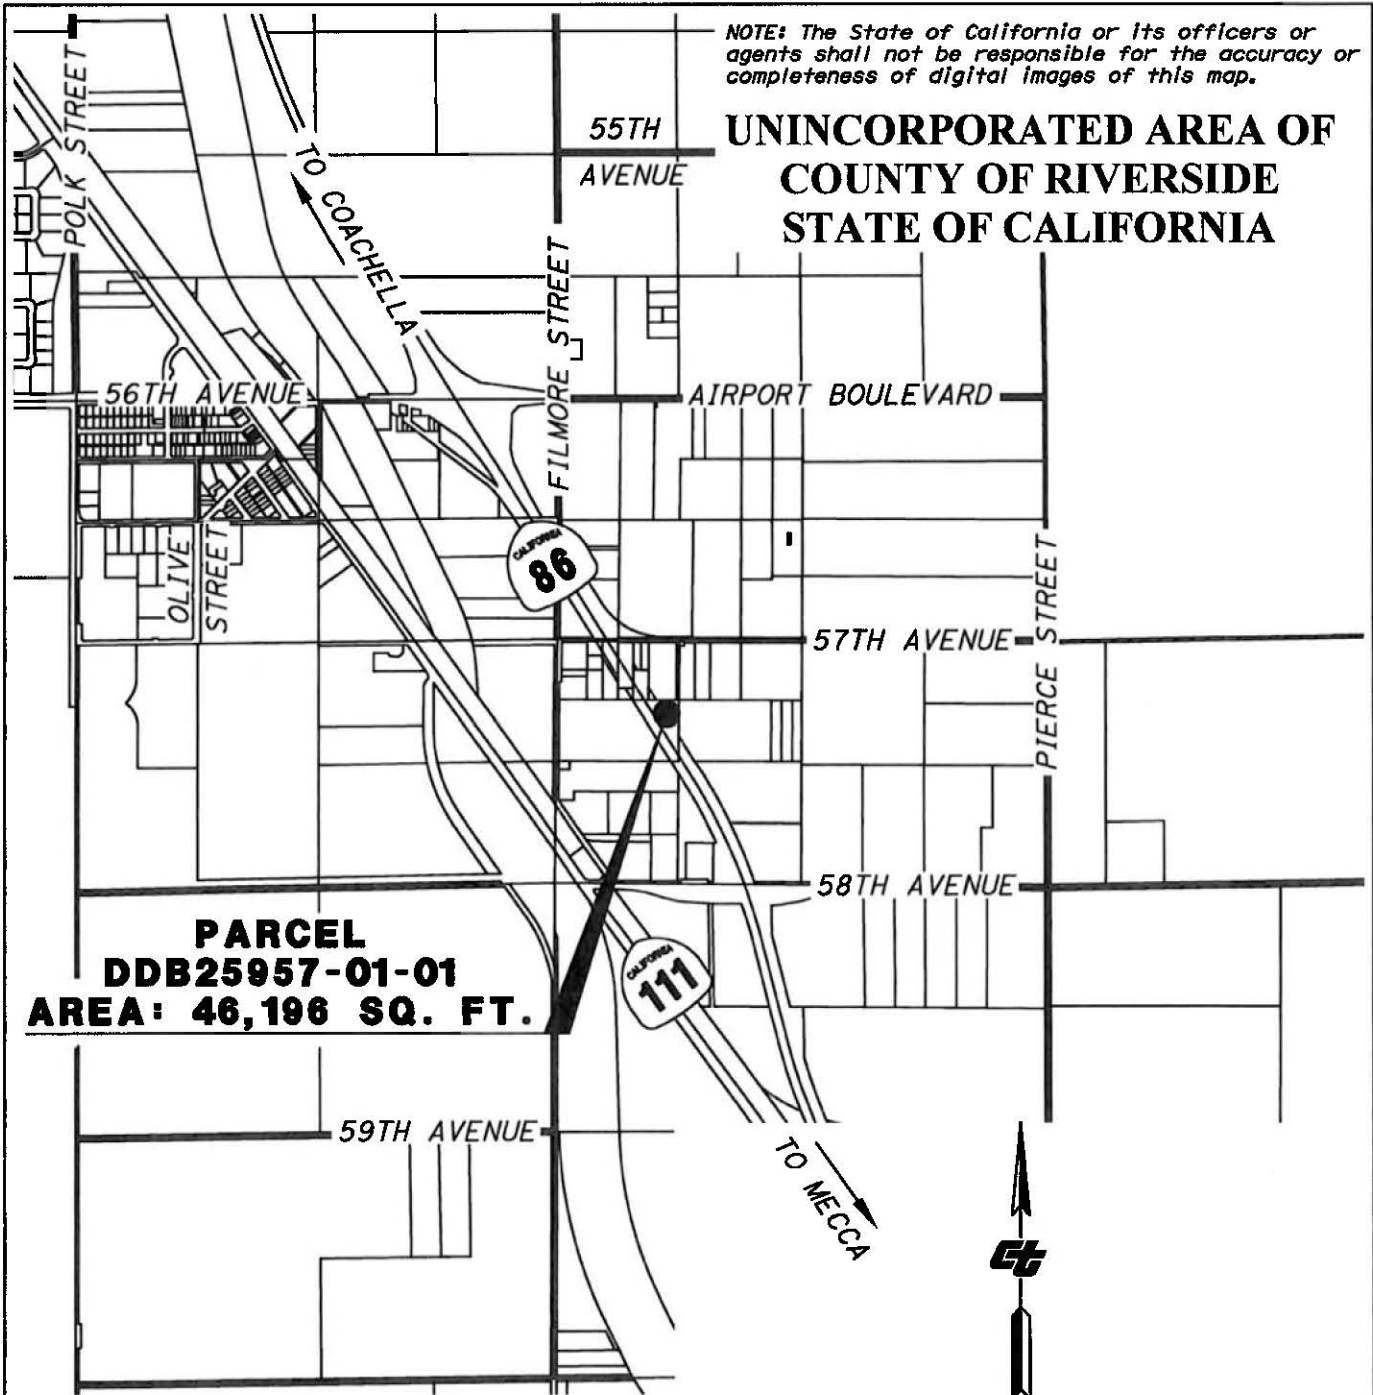 NOTE: The State of California or its officers or
agents shall not be responsible for the accuracy or
completeness of digital images of this map.
UNINCORPORATED AREA OF
COUNTY OF RIVERSIDE
STATE OF CALIFORNIA
POLK STREET
TO COACHELLA
55TH
AVENUE
FILMORE STREET
56TH AVENUE
AIRPORT BOULEVARD
OLIVE
STREET
CALIFORNIA
86
57TH AVENUE
PIERCE STREET
58TH AVENUE
PARCEL
DDB25957-01-01
AREA: 46,196 SQ. FT.
CALIFORNIA
111
59TH AVENUE
TO MECCA
Ct